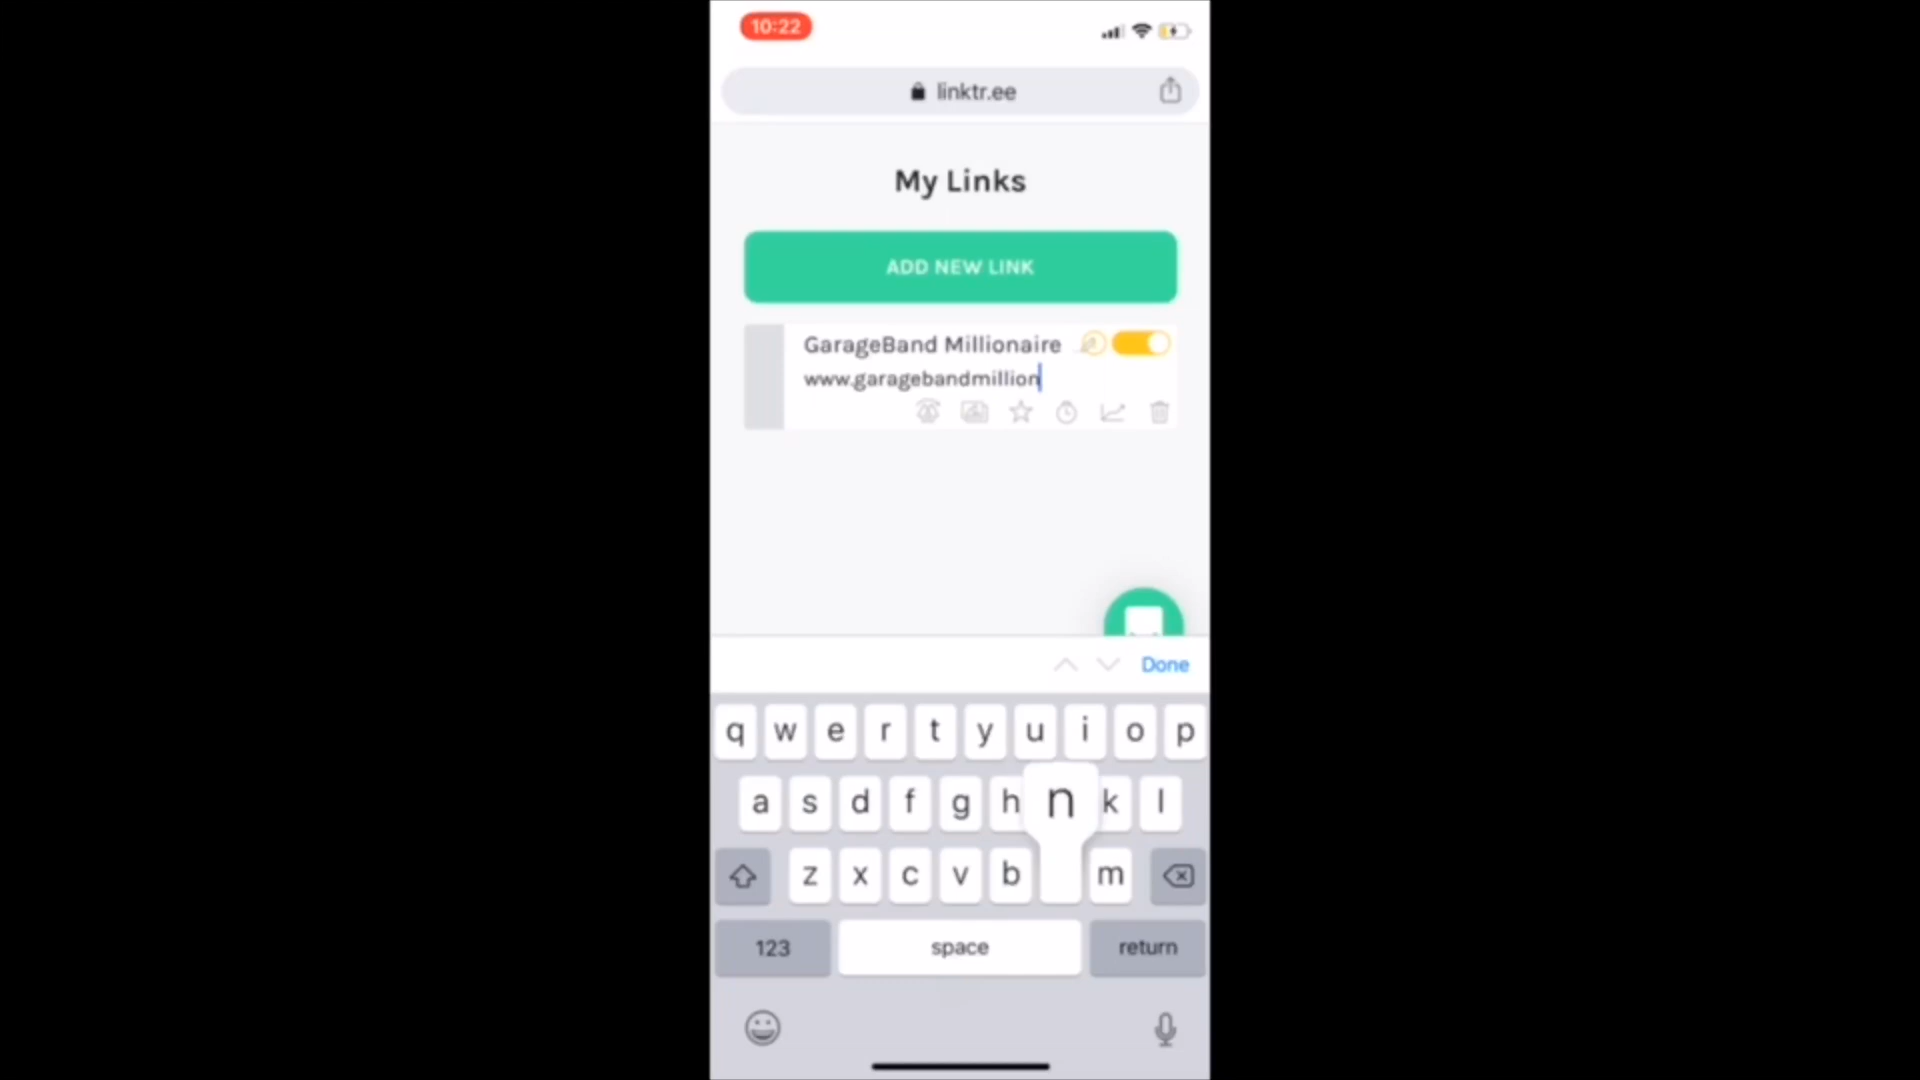 10:22
linktr.ee
My Links
ADD NEW LINK
GarageBand Millionaire
www.garagebandmillion
Done
q w e r t y u i o p
a s d f g h n k l
z x c v b m
123 space return